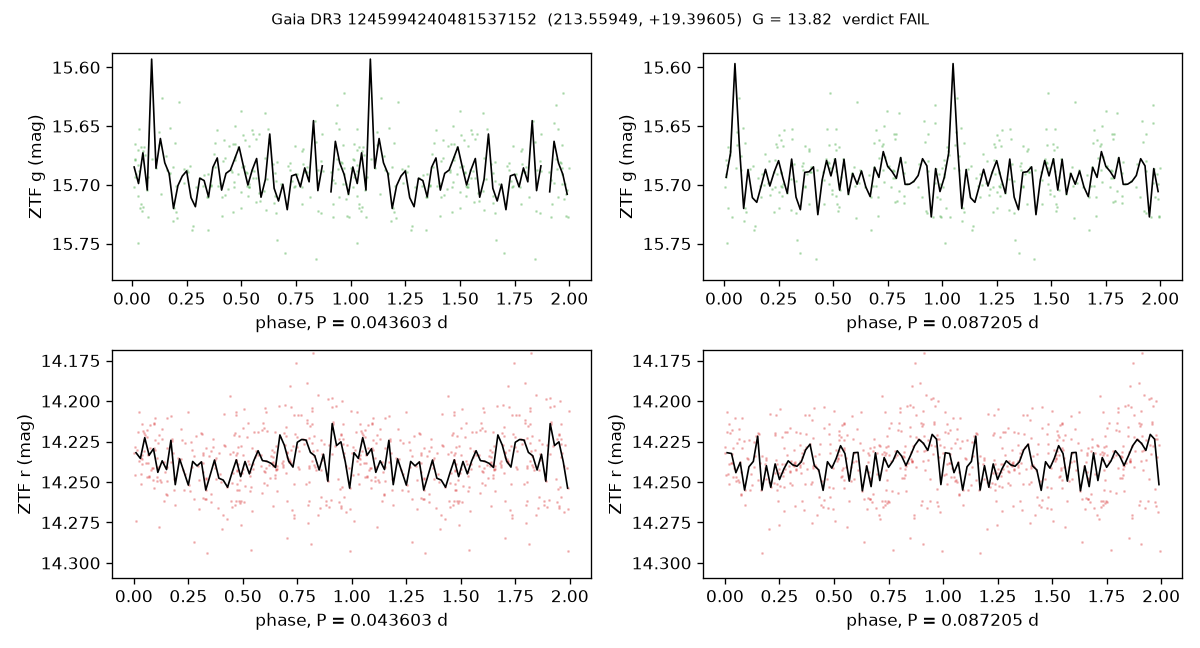 Gaia DR3 1245994240481537152 (213.55949, +19.39605) G = 13.82 verdict FAIL
ZTF g (mag)
15.60
15.65
15.70
15.75
0.00 0.25 0.50 0.75 1.00 1.25 1.50 1.75 2.00
phase, P = 0.043603 d
ZTF g (mag)
15.60
15.65
15.70
15.75
0.00 0.25 0.50 0.75 1.00 1.25 1.50 1.75 2.00
phase, P = 0.087205 d
ZTF r (mag)
14.175
14.200
14.225
14.250
14.275
14.300
0.00 0.25 0.50 0.75 1.00 1.25 1.50 1.75 2.00
phase, P = 0.043603 d
ZTF r (mag)
14.175
14.200
14.225
14.250
14.275
14.300
0.00 0.25 0.50 0.75 1.00 1.25 1.50 1.75 2.00
phase, P = 0.087205 d